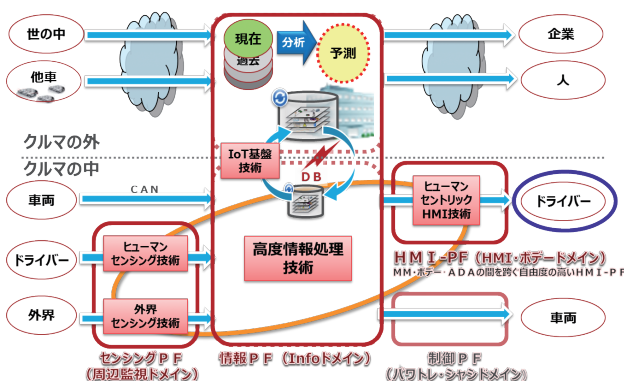 世の中
他車
現在
過去
分析
予測
企業
人
クルマの外
クルマの中
IoT基盤
技術
DB
車両
CAN
ドライバー
外界
ヒューマン
センシング技術
外界
センシング技術
高度情報処理
技術
ヒューマン
セントリック
HMI技術
ドライバー
HMI-PF（HMI・ボデードメイン）
MM・ボデー・ADAの間を跨ぐ自由度の高いHMI-PF
車両
センシングPF
（周辺監視ドメイン）
情報PF（Infoドメイン）
制御PF
（パワトレ・シャシドメイン）